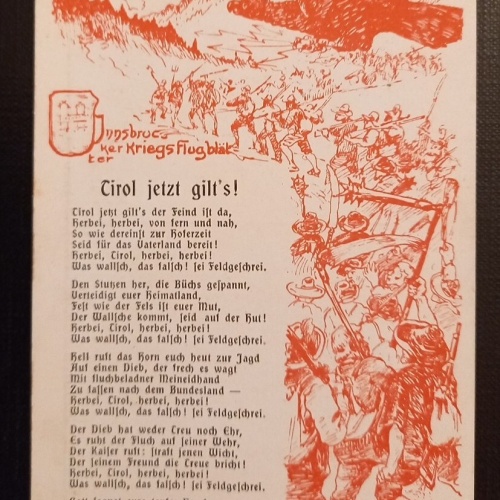 Innsbruc
ker Kriegsflugblät
ter
Tirol jetzt gilt's!
Tirol jetzt gilt's der Feind ist da,
Herbei, herbei, von fern und nah,
So wie dereinst zur Hoferzeit
Seid für das Vaterland bereit!
Herbei, Tirol, herbei, herbei!
Was wallsch, das falsch! sei Feldgeschrei.
Den Stutzen her, die Büchs gespannt,
Verteidigt euer Heimatland,
Fest wie der Fels ist euer Mut,
Der Wallsche kommt, seid auf der Hut!
Herbei, Tirol, herbei, herbei!
Was wallsch, das falsch! sei Feldgeschrei.
Hell ruft das Horn euch heut zur Jagd
Auf einen Dieb, der frech es wagt
Mit fluchbeladner Meineidhand
Zu fassen nach dem Bundesland —
Herbei, Tirol, herbei, herbei!
Was wallsch, das falsch! sei Feldgeschrei.
Der Dieb hat weder Treu noch Ehr,
Es ruht der Fluch auf seiner Wehr,
Der Kaiser ruft: straft jenen Wicht,
Der seinem Freund die Treue bricht!
Herbei, Tirol, herbei, herbei!
Was wallsch, das falsch! sei Feldgeschrei.